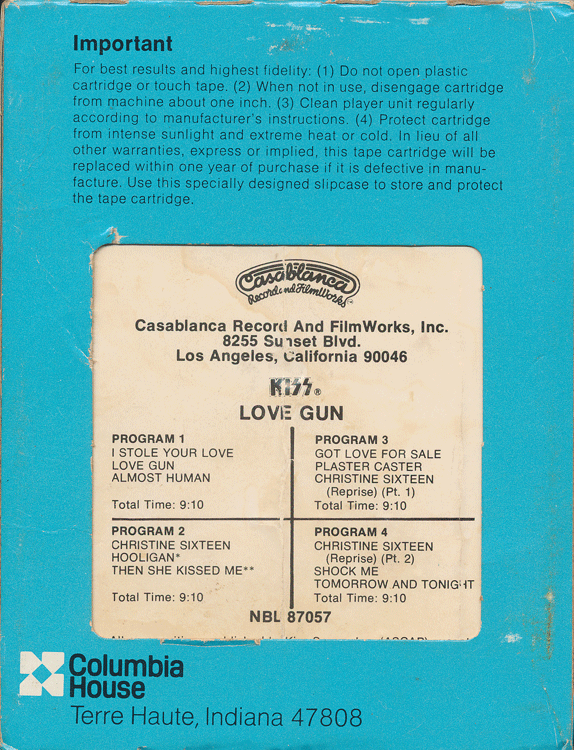 Important
For best results and highest fidelity: (1) Do not open plastic
cartridge or touch tape. (2) When not in use, disengage cartridge
from machine about one inch. (3) Clean player unit regularly
according to manufacturer's instructions. (4) Protect cartridge
from intense sunlight and extreme heat or cold. In lieu of all
other warranties, express or implied, this tape cartridge will be
replaced within one year of purchase if it is defective in manu-
facture. Use this specially designed slipcase to store and protect
the tape cartridge.
Casablanca
Record and FilmWorks
Casablanca Record And FilmWorks, Inc.
8255 Sunset Blvd.
Los Angeles, California 90046
KISS®
LOVE GUN
PROGRAM 1
I STOLE YOUR LOVE
LOVE GUN
ALMOST HUMAN
Total Time: 9:10
PROGRAM 3
GOT LOVE FOR SALE
PLASTER CASTER
CHRISTINE SIXTEEN
(Reprise) (Pt. 1)
Total Time: 9:10
PROGRAM 2
CHRISTINE SIXTEEN
HOOLIGAN*
THEN SHE KISSED ME**
Total Time: 9:10
PROGRAM 4
CHRISTINE SIXTEEN
(Reprise) (Pt. 2)
SHOCK ME
TOMORROW AND TONIGHT
Total Time: 9:10
NBL 87057
Columbia
House
Terre Haute, Indiana 47808